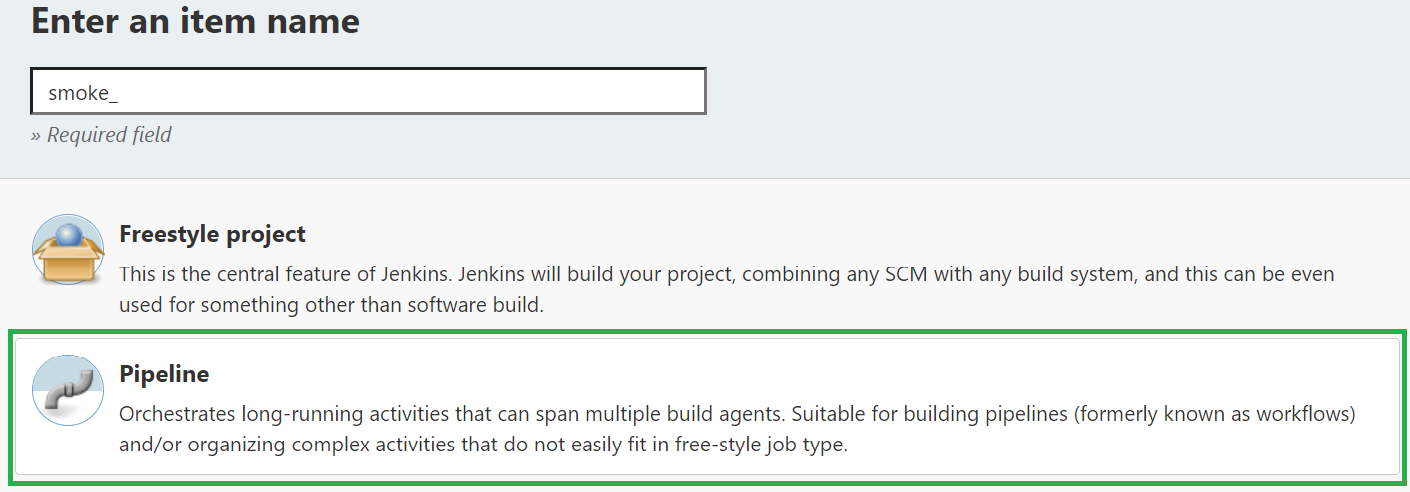 Enter an item name
smoke_
» Required field
Freestyle project
This is the central feature of Jenkins. Jenkins will build your project, combining any SCM with any build system, and this can be even
used for something other than software build.
Pipeline
Orchestrates long-running activities that can span multiple build agents. Suitable for building pipelines (formerly known as workflows)
and/or organizing complex activities that do not easily fit in free-style job type.